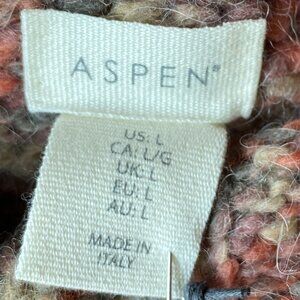 ASPEN®
US: L
CA: L/G
UK: L
EU: L
AU: L
MADE IN
ITALY